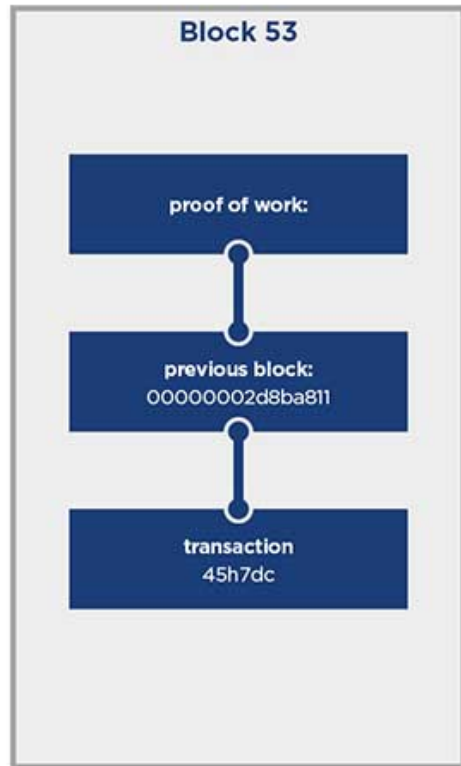 Block 53
proof of work:
previous block:
00000002d8ba811
transaction
45h7dc